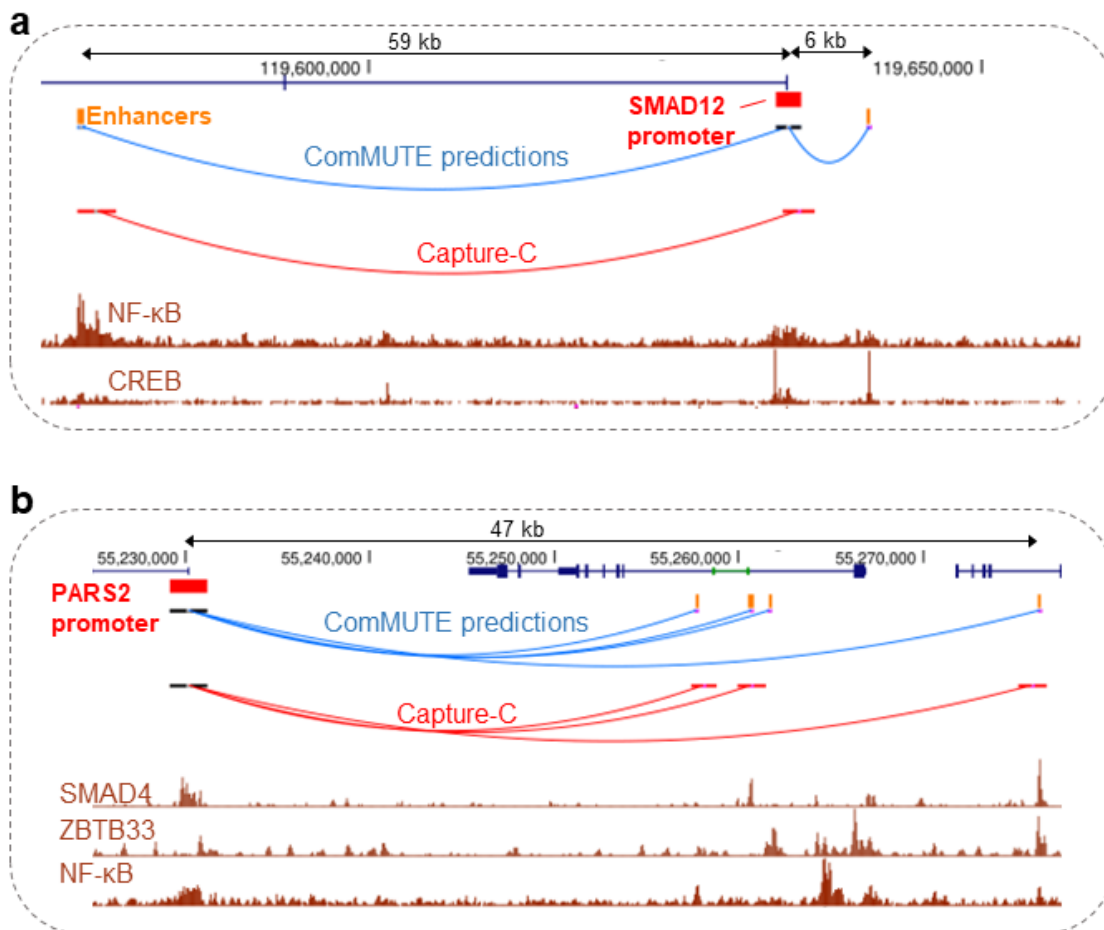 a
59 kb
6 kb
119,600,000
119,650,000
Enhancers
SMAD12
promoter
ComMUTE predictions
Capture-C
NF-κB
CREB
b
47 kb
55,230,000
55,240,000
55,250,000
55,260,000
55,270,000
PARS2
promoter
ComMUTE predictions
Capture-C
SMAD4
ZBTB33
NF-κB